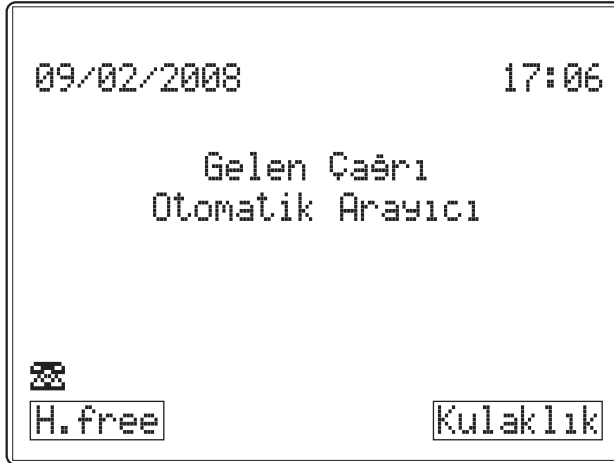 09/02/2008 17:06
Gelen Çağrı
Otomatik Arayıcı
H.free Kulaklık